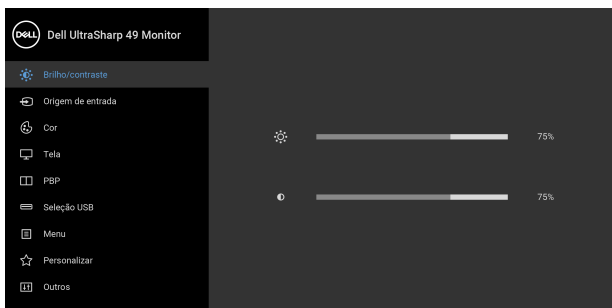 DELL Dell UltraSharp 49 Monitor
Brilho/contraste
Origem de entrada
Cor
75%
Tela
PBP
Seleção USB
75%
Menu
Personalizar
Outros